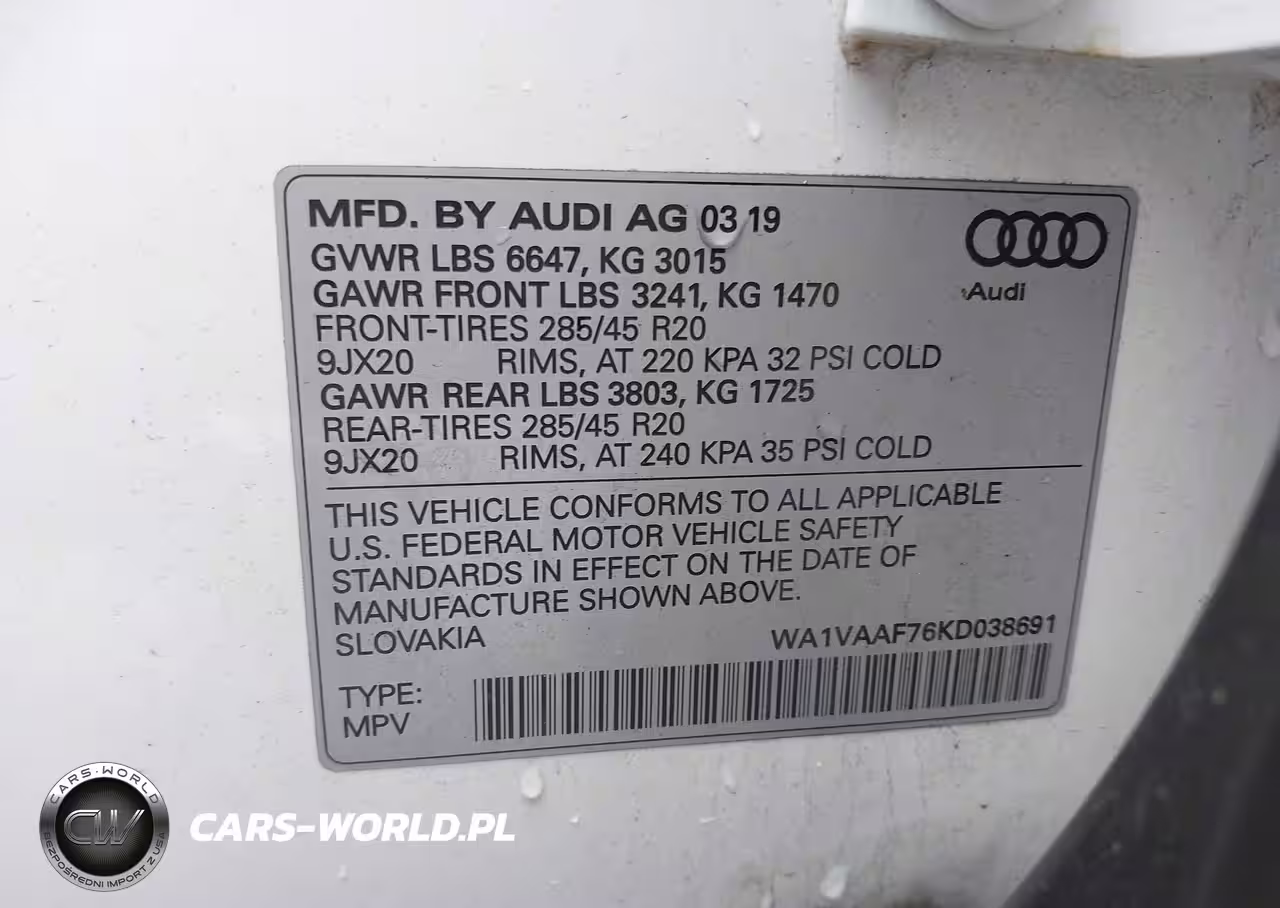 MFD. BY AUDI AG 03 19
GVWR LBS 6647, KG 3015
GAWR FRONT LBS 3241, KG 1470
FRONT-TIRES 285/45 R20
9JX20 RIMS, AT 220 KPA 32 PSI COLD
GAWR REAR LBS 3803, KG 1725
REAR-TIRES 285/45 R20
9JX20 RIMS, AT 240 KPA 35 PSI COLD
Audi
THIS VEHICLE CONFORMS TO ALL APPLICABLE
U.S. FEDERAL MOTOR VEHICLE SAFETY
STANDARDS IN EFFECT ON THE DATE OF
MANUFACTURE SHOWN ABOVE.
SLOVAKIA WA1VAAF76KD038691
TYPE:
MPV
CARS-WORLD
CW
BEZPOŚREDNI IMPORT Z USA
CARS-WORLD.PL